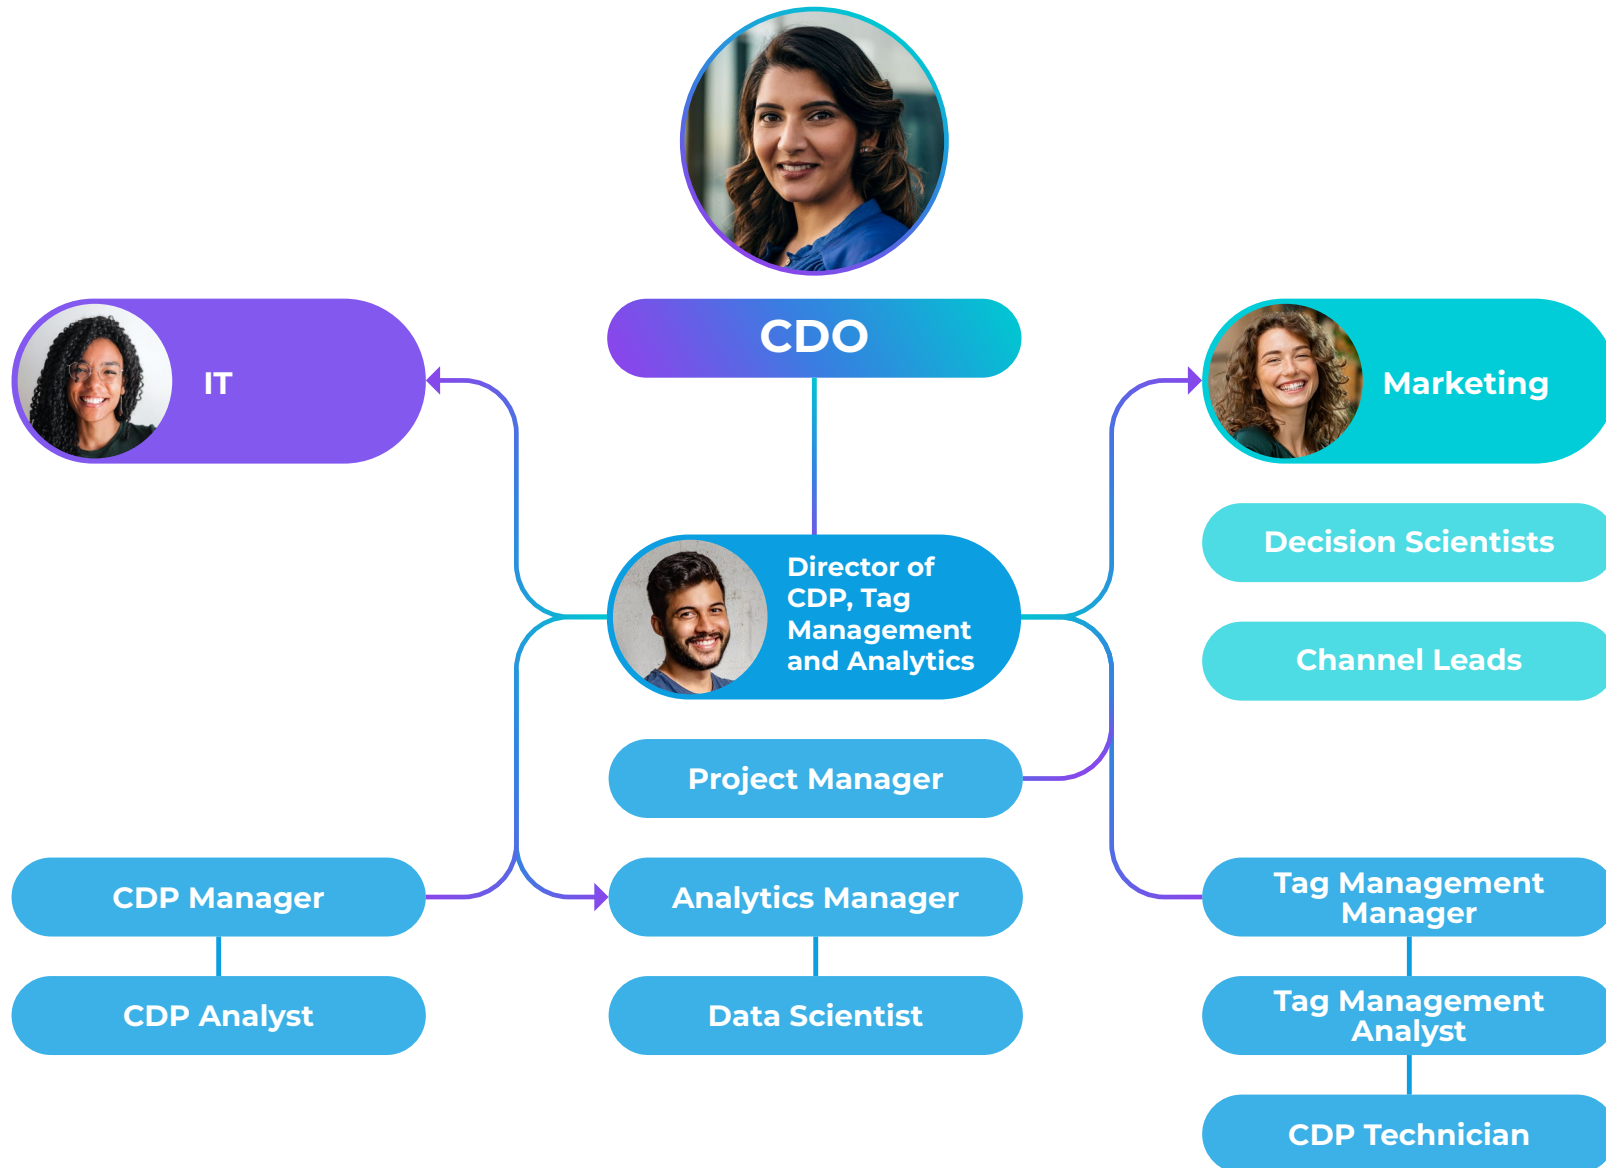 CDO
IT
Marketing
Director of
CDP, Tag
Management
and Analytics
Decision Scientists
Channel Leads
Project Manager
CDP Manager
Analytics Manager
Tag Management
Manager
CDP Analyst
Data Scientist
Tag Management
Analyst
CDP Technician